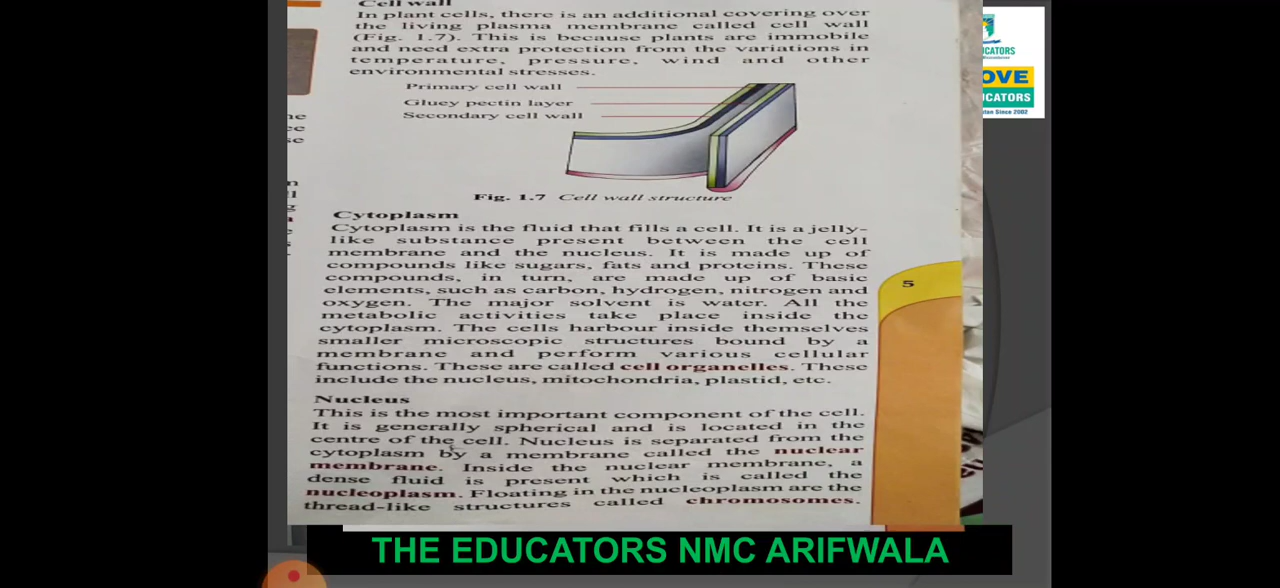 Cell wall
In plant cells, there is an additional covering over
the living plasma membrane called cell wall
(Fig. 1.7). This is because plants are immobile
and need extra protection from the variations in
temperature, pressure, wind and other
environmental stresses.
Primary cell wall
Gluey pectin layer
Secondary cell wall
Fig. 1.7 Cell wall structure
Cytoplasm
Cytoplasm is the fluid that fills a cell. It is a jelly-
like substance present between the cell
membrane and the nucleus. It is made up of
compounds like sugars, fats and proteins. These
compounds, in turn, are made up of basic
elements, such as carbon, hydrogen, nitrogen and
oxygen. The major solvent is water. All the
metabolic activities take place inside the
cytoplasm. The cells harbour inside themselves
smaller microscopic structures bound by a
membrane and perform various cellular
functions. These are called cell organelles. These
include the nucleus, mitochondria, plastid, etc.
Nucleus
This is the most important component of the cell.
It is generally spherical and is located in the
centre of the cell. Nucleus is separated from the
cytoplasm by a membrane called the nuclear
membrane. Inside the nuclear membrane, a
dense fluid is present which is called the
nucleoplasm. Floating in the nucleoplasm are the
thread-like structures called chromosomes.
5
UCATORS
OVE
UCATORS
tan Since 2002
THE EDUCATORS NMC ARIFWALA